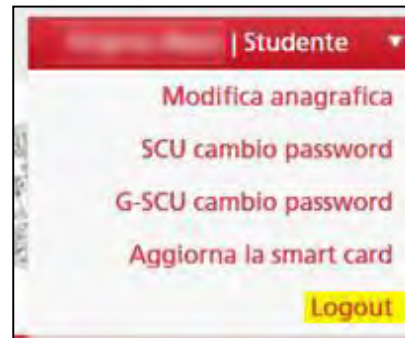 | Studente
Modifica anagrafica
SCU cambio password
G-SCU cambio password
Aggiorna la smart card
Logout